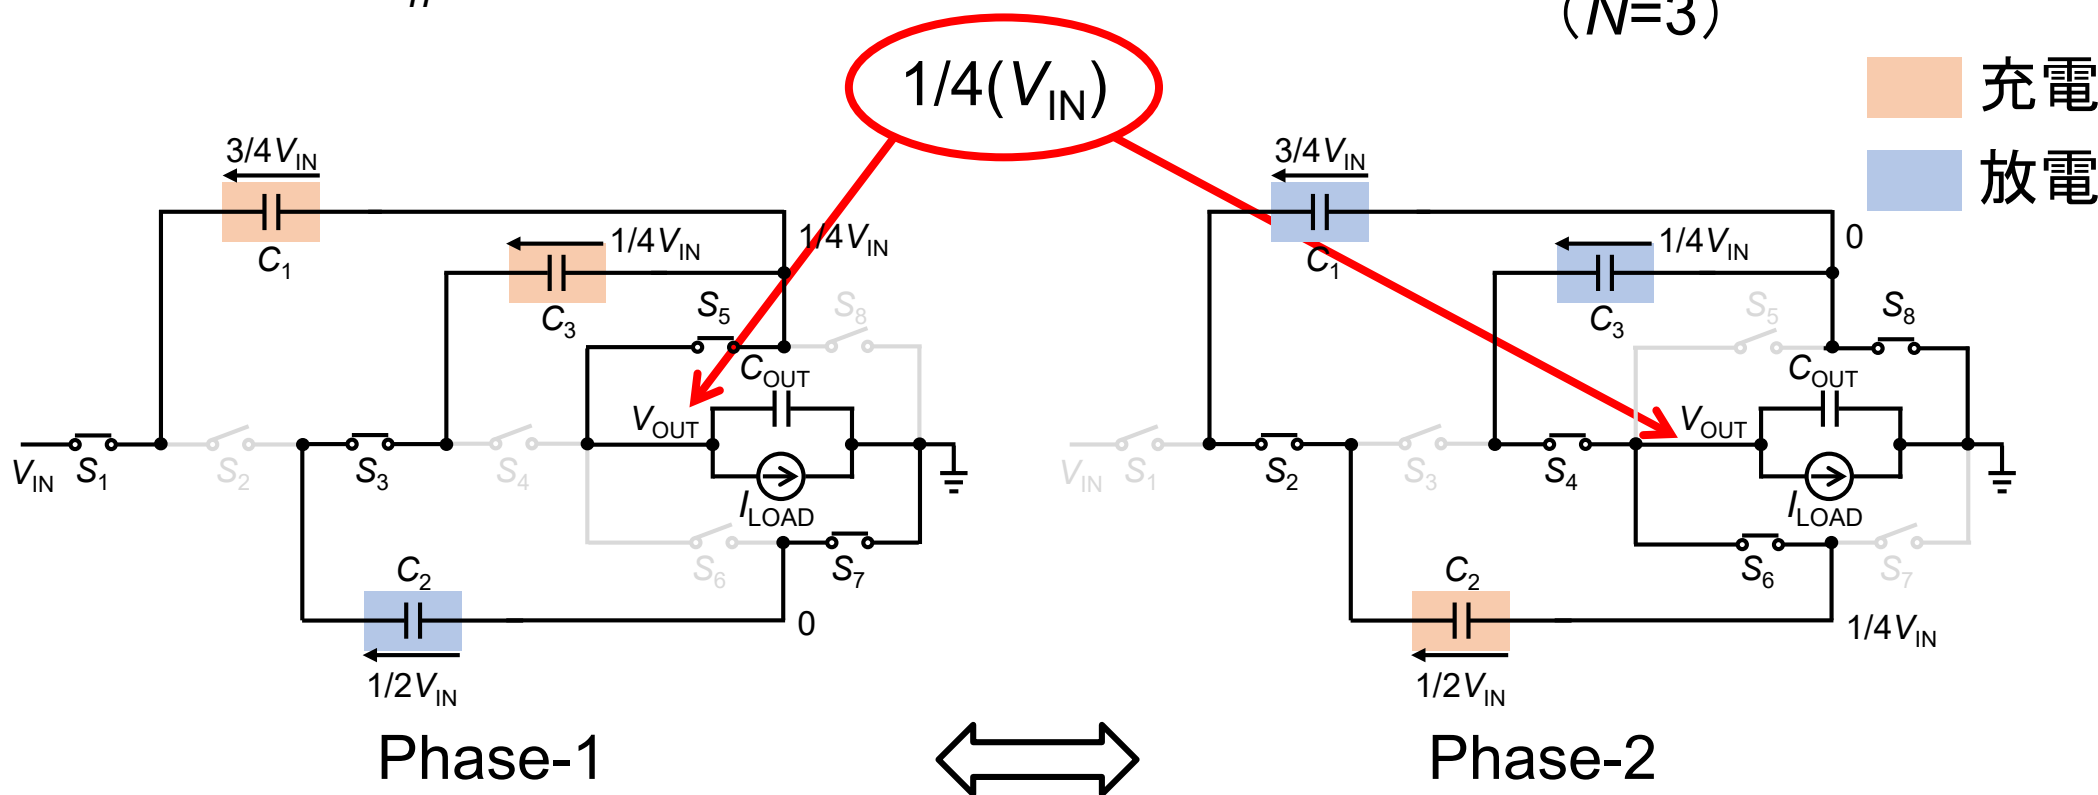 n
（N=3）
1/4(VIN)
充電
放電
3/4VIN
C1
1/4VIN
C3
1/4VIN
S5
S8
COUT
VOUT
VIN
S1
S2
S3
S4
ILOAD
S6
S7
C2
0
1/2VIN
Phase-1
3/4VIN
C1
1/4VIN
C3
0
S5
S8
COUT
VOUT
VIN
S1
S2
S3
S4
ILOAD
S6
S7
C2
1/4VIN
1/2VIN
Phase-2